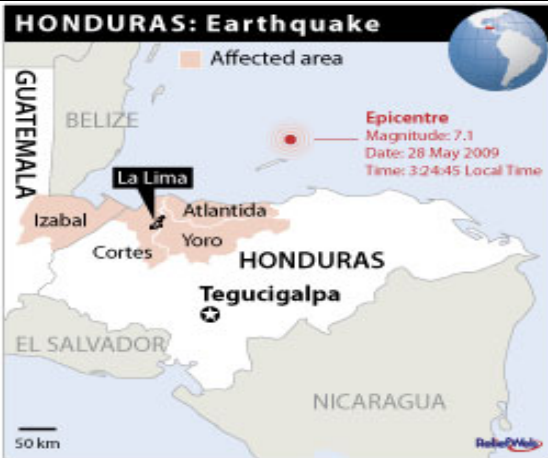 HONDURAS: Earthquake
Affected area
GUATEMALA
BELIZE
Epicentre
Magnitude: 7.1
Date: 28 May 2009
Time: 3:24:45 Local Time
La Lima
Izabal
Atlantida
Cortes
Yoro
HONDURAS
Tegucigalpa
EL SALVADOR
NICARAGUA
50 km
ReliefWeb